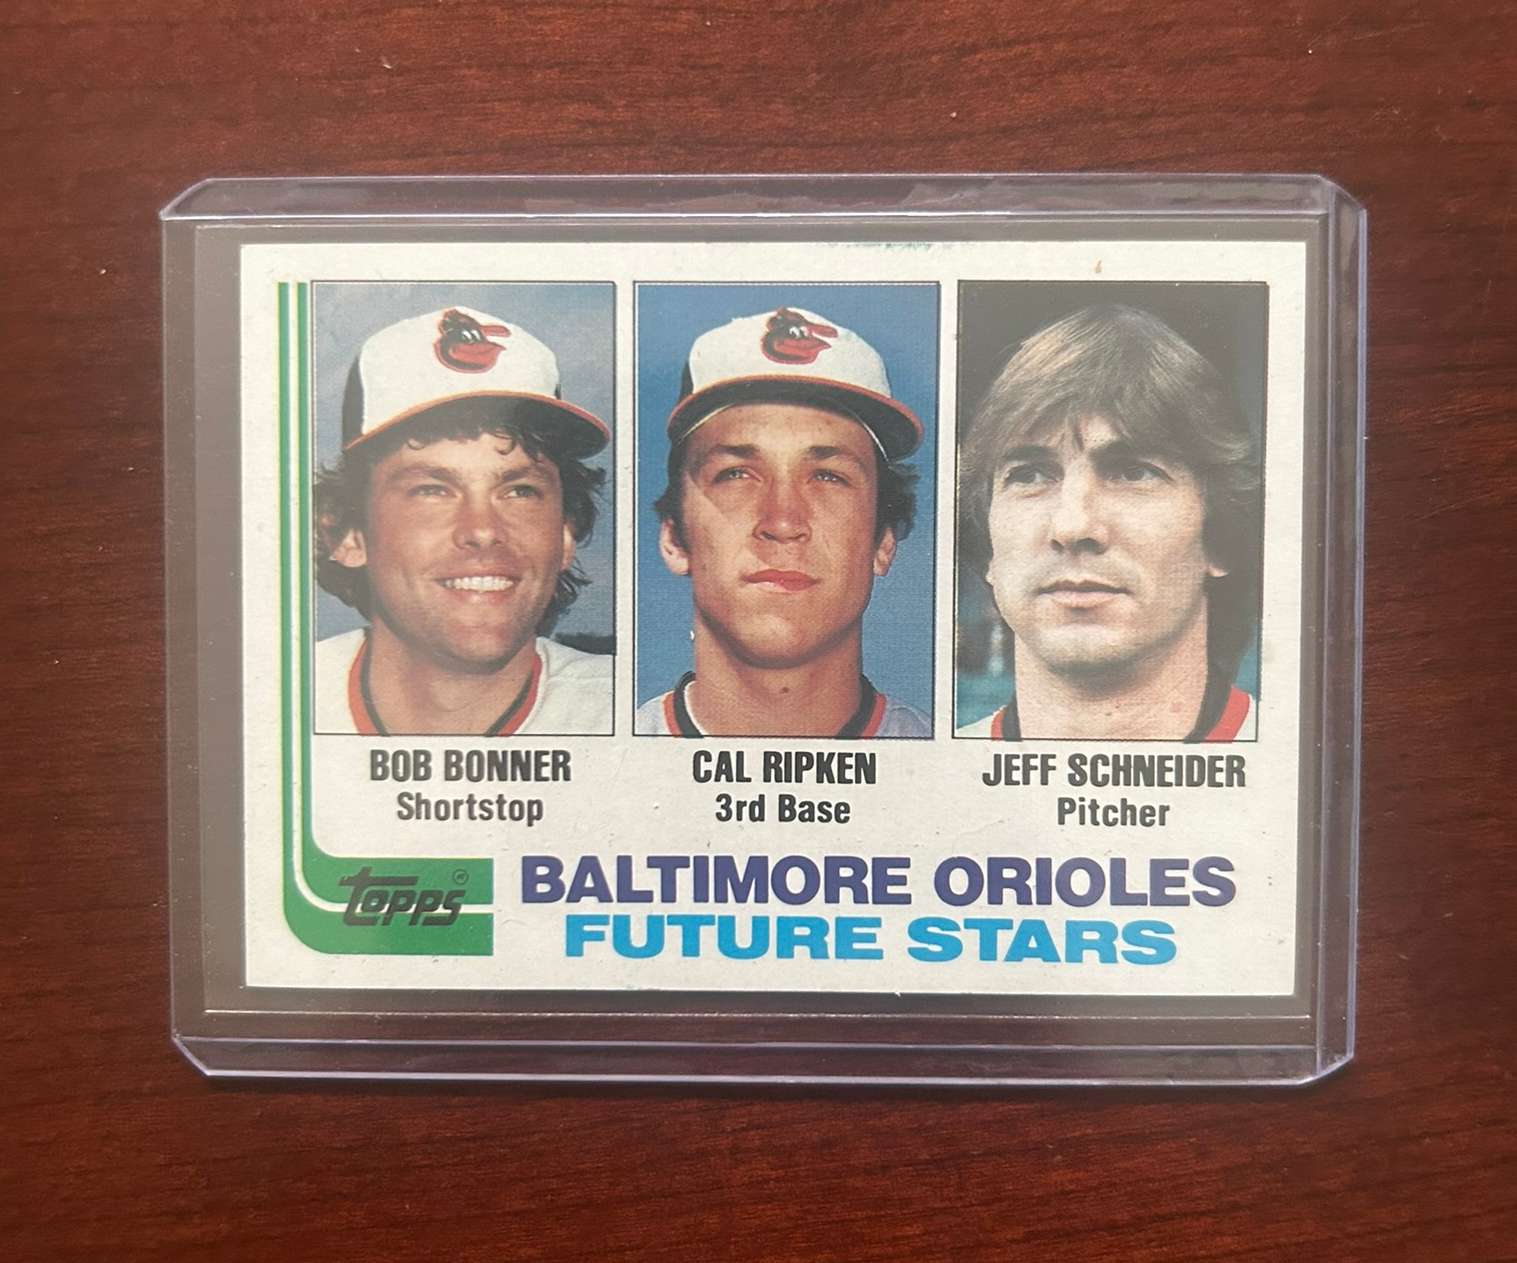 BOB BONNER
Shortstop
CAL RIPKEN
3rd Base
JEFF SCHNEIDER
Pitcher
topps
BALTIMORE ORIOLES
FUTURE STARS